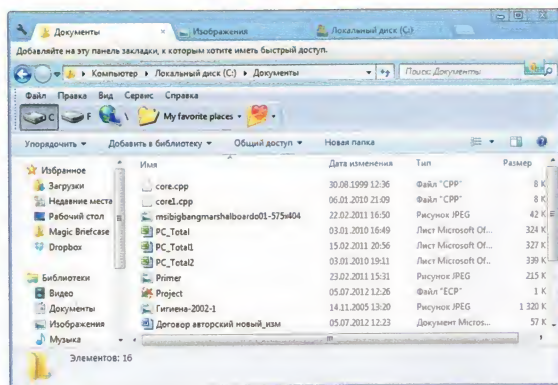 Документы Изображения Локальный диск (C:)
Добавляйте на эту панель закладки, к которым хотите иметь быстрый доступ.
Компьютер Локальный диск (C:) Документы Поиск: Документы
Файл Правка Вид Сервис Справка
C F \ My favorite places
Упорядочить Добавить в библиотеку Общий доступ Новая папка
Избранное
Загрузки
Недавние места
Рабочий стол
Magic Briefcase
Dropbox
Библиотеки
Видео
Документы
Изображения
Музыка
Имя Дата изменения Тип Размер
core.cpp 30.08.1999 12:36 Файл "CPP" 8 К
core1.cpp 06.01.2010 21:09 Файл "CPP" 8 К
msibigbangmarshalboardo01-575x404 22.02.2011 16:50 Рисунок JPEG 42 К
PC_Total 03.01.2010 16:49 Лист Microsoft Of... 324 К
PC_Total1 15.02.2011 20:56 Лист Microsoft Of... 327 К
PC_Total2 03.01.2010 19:11 Лист Microsoft Of... 339 К
Primer 23.02.2011 15:31 Рисунок JPEG 215 К
Project 05.07.2012 12:26 Файл "ECP" 1 К
Гигиена-2002-1 14.11.2005 13:20 Рисунок JPEG 1 320 К
Договор авторский новый_изм 05.07.2012 12:23 Документ Micros... 57 К
Элементов: 16